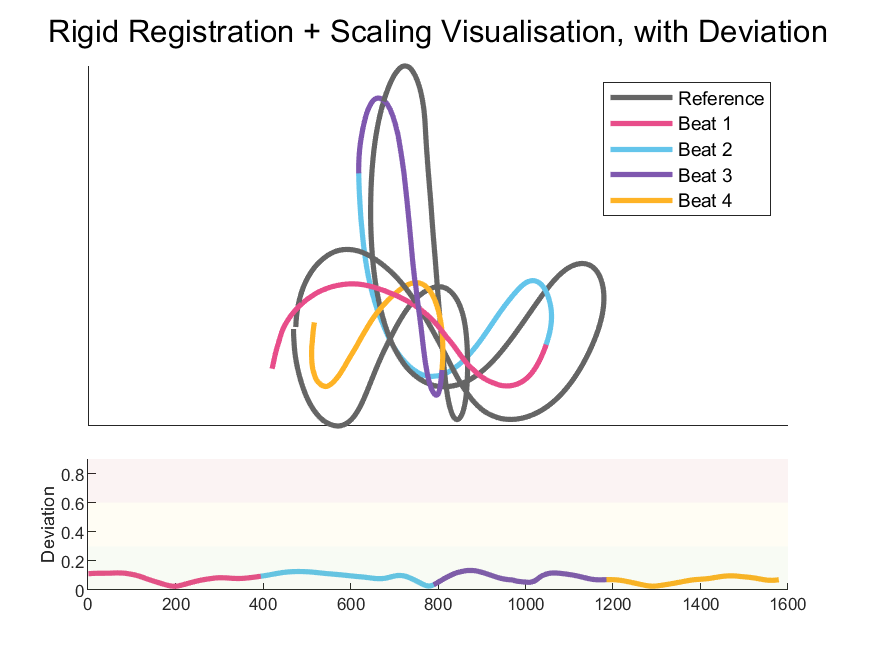 Rigid Registration + Scaling Visualisation, with Deviation
Reference
Beat 1
Beat 2
Beat 3
Beat 4
Deviation
0.8
0.6
0.4
0.2
0
0 200 400 600 800 1000 1200 1400 1600